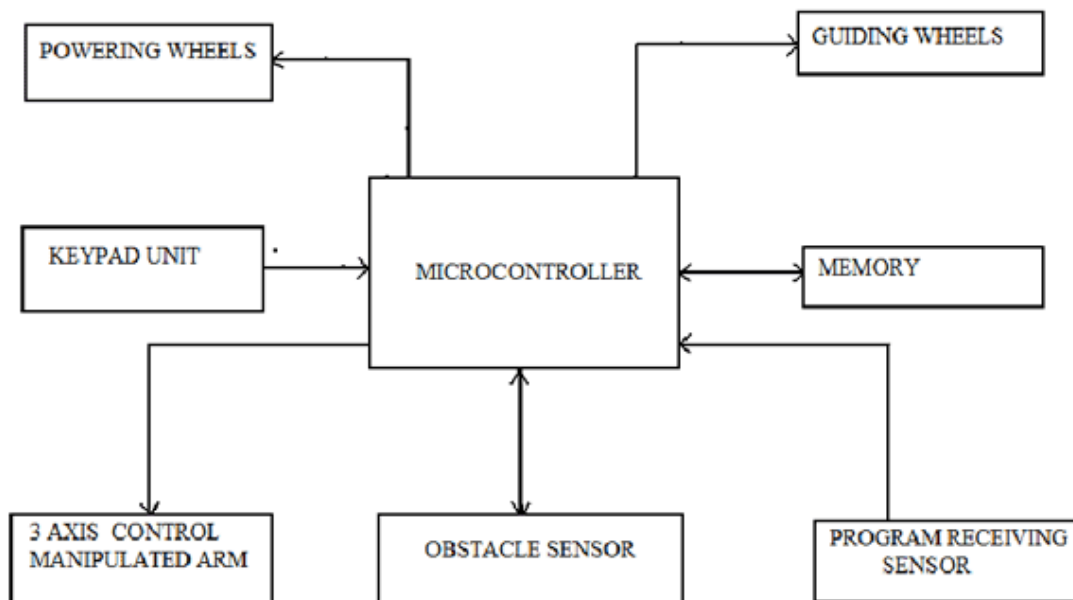 POWERING WHEELS
GUIDING WHEELS
KEYPAD UNIT
MICROCONTROLLER
MEMORY
3 AXIS CONTROL
MANIPULATED ARM
OBSTACLE SENSOR
PROGRAM RECEIVING
SENSOR